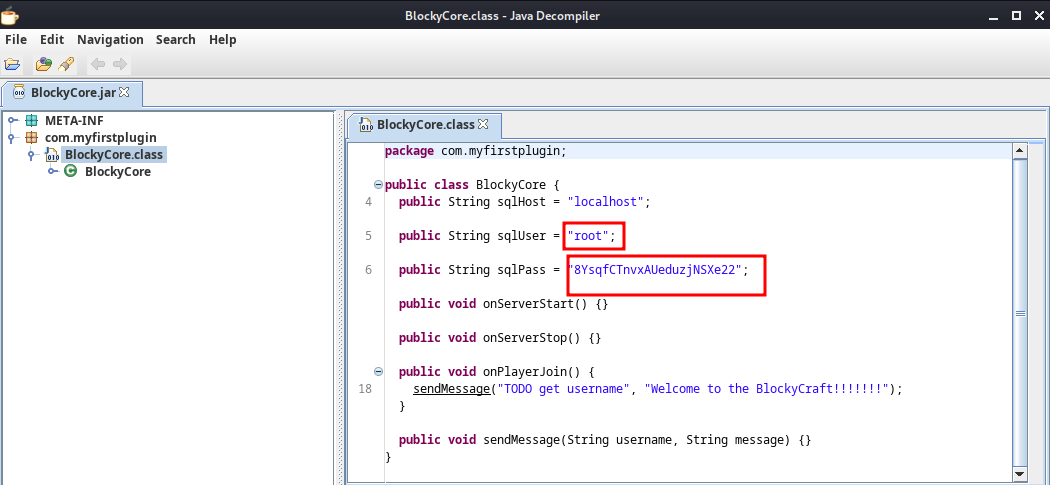 BlockyCore.class - Java Decompiler
File Edit Navigation Search Help
BlockyCore.jar
META-INF
com.myfirstplugin
BlockyCore.class
BlockyCore
BlockyCore.class
package com.myfirstplugin;
public class BlockyCore {
4 public String sqlHost = "localhost";
5 public String sqlUser = "root";
6 public String sqlPass = "8YsqfCTnvxAUeduzjNSXe22";
public void onServerStart() {}
public void onServerStop() {}
public void onPlayerJoin() {
18 sendMessage("TODO get username", "Welcome to the BlockyCraft!!!!!!!");
}
public void sendMessage(String username, String message) {}
}